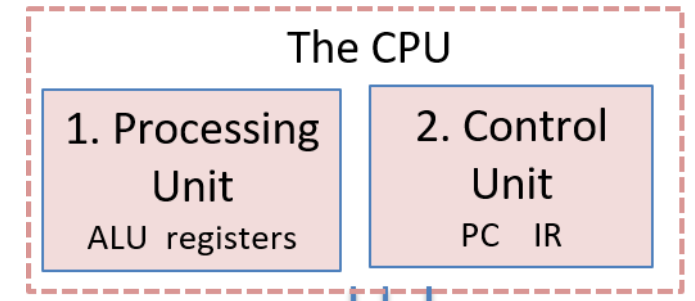 The CPU
1. Processing
Unit
ALU registers
2. Control
Unit
PC IR